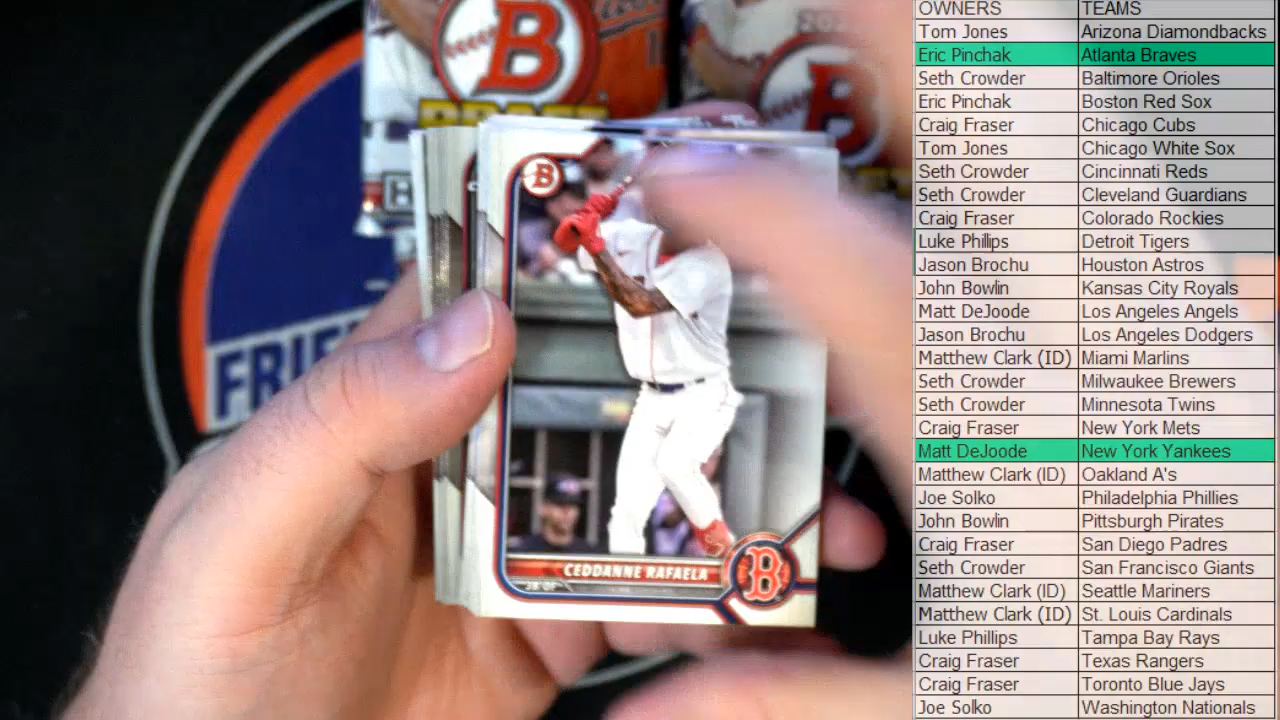 OWNERS TEAMS
Tom Jones Arizona Diamondbacks
Eric Pinchak Atlanta Braves
Seth Crowder Baltimore Orioles
Eric Pinchak Boston Red Sox
Craig Fraser Chicago Cubs
Tom Jones Chicago White Sox
Seth Crowder Cincinnati Reds
Seth Crowder Cleveland Guardians
Craig Fraser Colorado Rockies
Luke Phillips Detroit Tigers
Jason Brochu Houston Astros
John Bowlin Kansas City Royals
Matt DeJoode Los Angeles Angels
Jason Brochu Los Angeles Dodgers
Matthew Clark (ID) Miami Marlins
Seth Crowder Milwaukee Brewers
Seth Crowder Minnesota Twins
Craig Fraser New York Mets
Matt DeJoode New York Yankees
Matthew Clark (ID) Oakland A's
Joe Solko Philadelphia Phillies
John Bowlin Pittsburgh Pirates
Craig Fraser San Diego Padres
Seth Crowder San Francisco Giants
Matthew Clark (ID) Seattle Mariners
Matthew Clark (ID) St. Louis Cardinals
Luke Phillips Tampa Bay Rays
Craig Fraser Texas Rangers
Craig Fraser Toronto Blue Jays
Joe Solko Washington Nationals
B
B
CEDDANNE RAFAELA
B